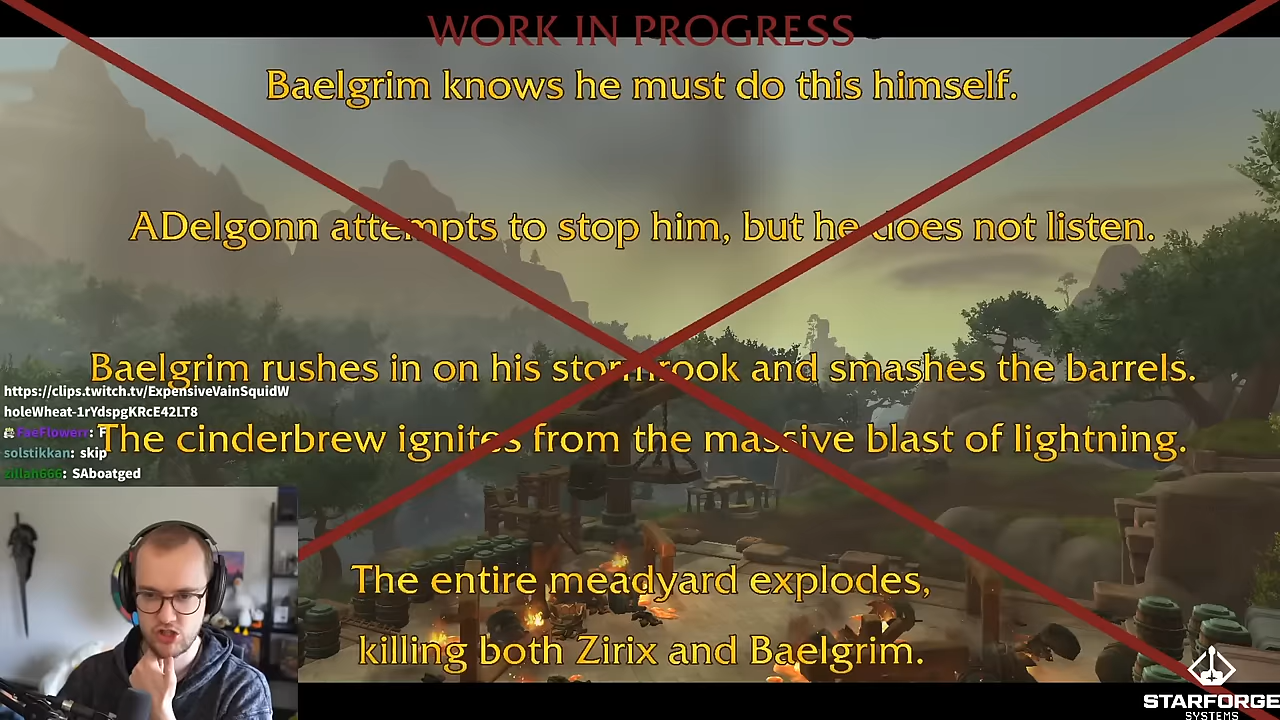 WORK IN PROGRESS
Baelgrim knows he must do this himself.
ADelgonn attempts to stop him, but he does not listen.
Baelgrim rushes in on his stormrook and smashes the barrels.
https://clips.twitch.tv/ExpensiveVainSquidW
holeWheat-1rYdspgKRcE42LT8
FaeFlowerr: F
The cinderbrew ignites from the massive blast of lightning.
solstikkan: skip
zillah666: SAboatged
The entire meadyard explodes,
killing both Zirix and Baelgrim.
STARFORGE
SYSTEMS